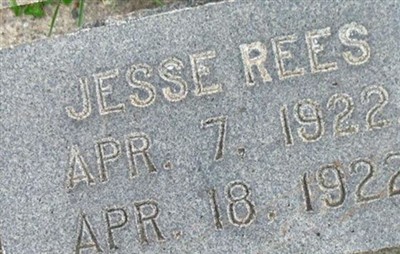 JESSE REES
APR. 7. 1922
APR. 18. 1922